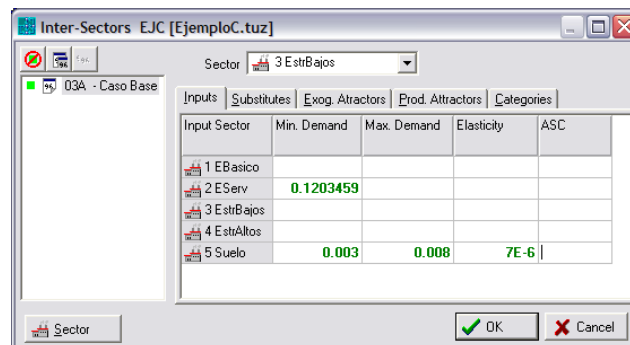 Inter-Sectors EJC [EjemploC.tuz]
Sector 3 EstrBajos
03A - Caso Base
Inputs Substitutes Exog. Atractors Prod. Attractors Categories
Input Sector Min. Demand Max. Demand Elasticity ASC
1 EBasico
2 EServ 0.1203459
3 EstrBajos
4 EstrAltos
5 Suelo 0.003 0.008 7E-6
Sector OK Cancel